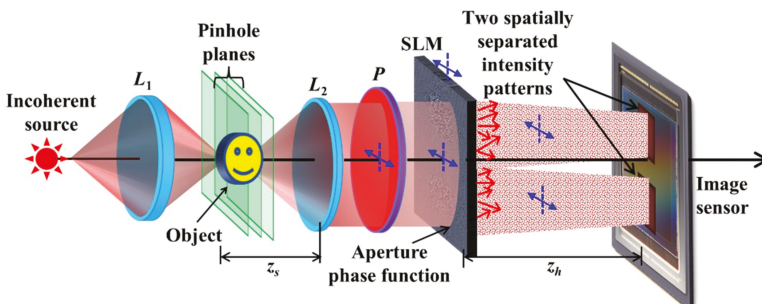 Pinhole
planes
SLM
Two spatially
separated
intensity
patterns
L1
L2
P
Incoherent
source
Object
Image
sensor
Aperture
phase function
zs
zh